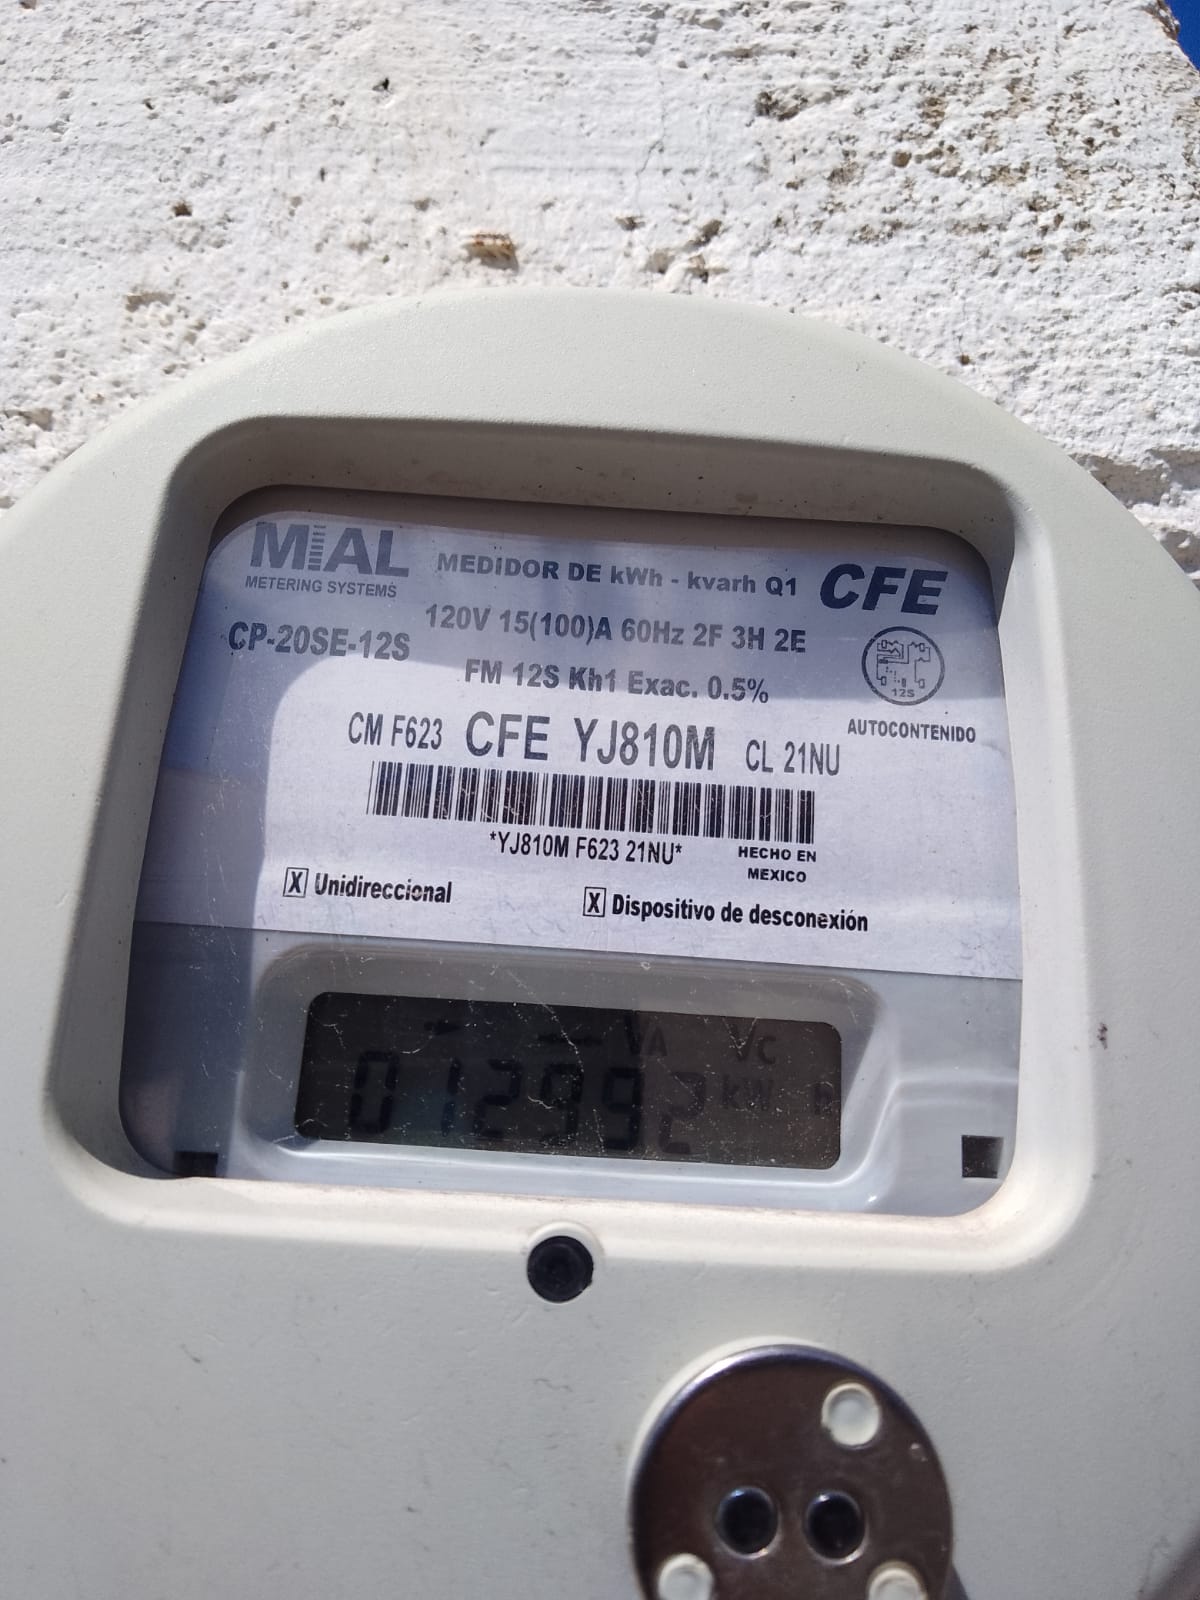 MIAL
METERING SYSTEMS
MEDIDOR DE kWh - kvarh Q1
CFE
CP-20SE-12S
120V 15(100)A 60Hz 2F 3H 2E
FM 12S Kh1 Exac. 0.5%
12S
AUTOCONTENIDO
CM F623 CFE YJ810M CL 21NU
*YJ810M F623 21NU*
HECHO EN
MEXICO
X Unidireccional
X Dispositivo de desconexión
VA VC
012992 kW h